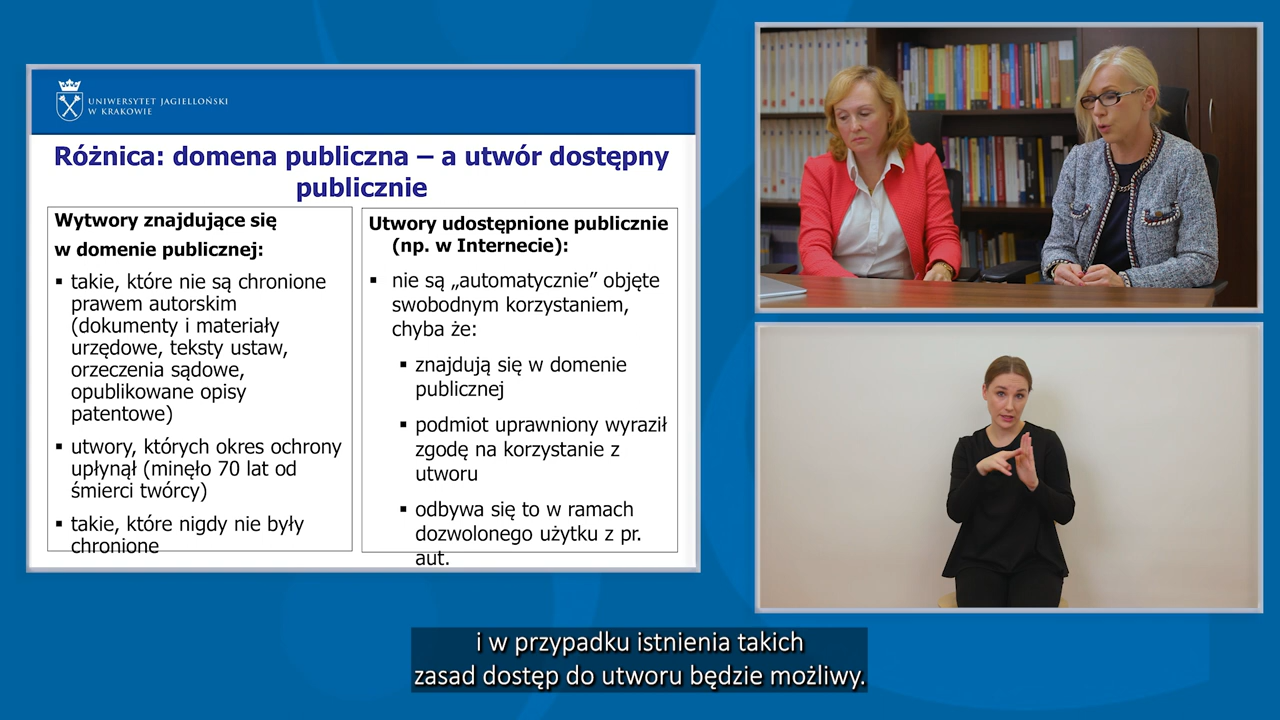 UNIWERSYTET JAGIELLOŃSKI
W KRAKOWIE
Różnica: domena publiczna – a utwór dostępny
publicznie
Wytwory znajdujące się
w domenie publicznej:
▪ takie, które nie są chronione
prawem autorskim
(dokumenty i materiały
urzędowe, teksty ustaw,
orzeczenia sądowe,
opublikowane opisy
patentowe)
▪ utwory, których okres ochrony
upłynął (minęło 70 lat od
śmierci twórcy)
▪ takie, które nigdy nie były
chronione
Utwory udostępnione publicznie
(np. w Internecie):
▪ nie są „automatycznie” objęte
swobodnym korzystaniem,
chyba że:
▪ znajdują się w domenie
publicznej
▪ podmiot uprawniony wyraził
zgodę na korzystanie z
utworu
▪ odbywa się to w ramach
dozwolonego użytku z pr.
aut.
i w przypadku istnienia takich
zasad dostęp do utworu będzie możliwy.